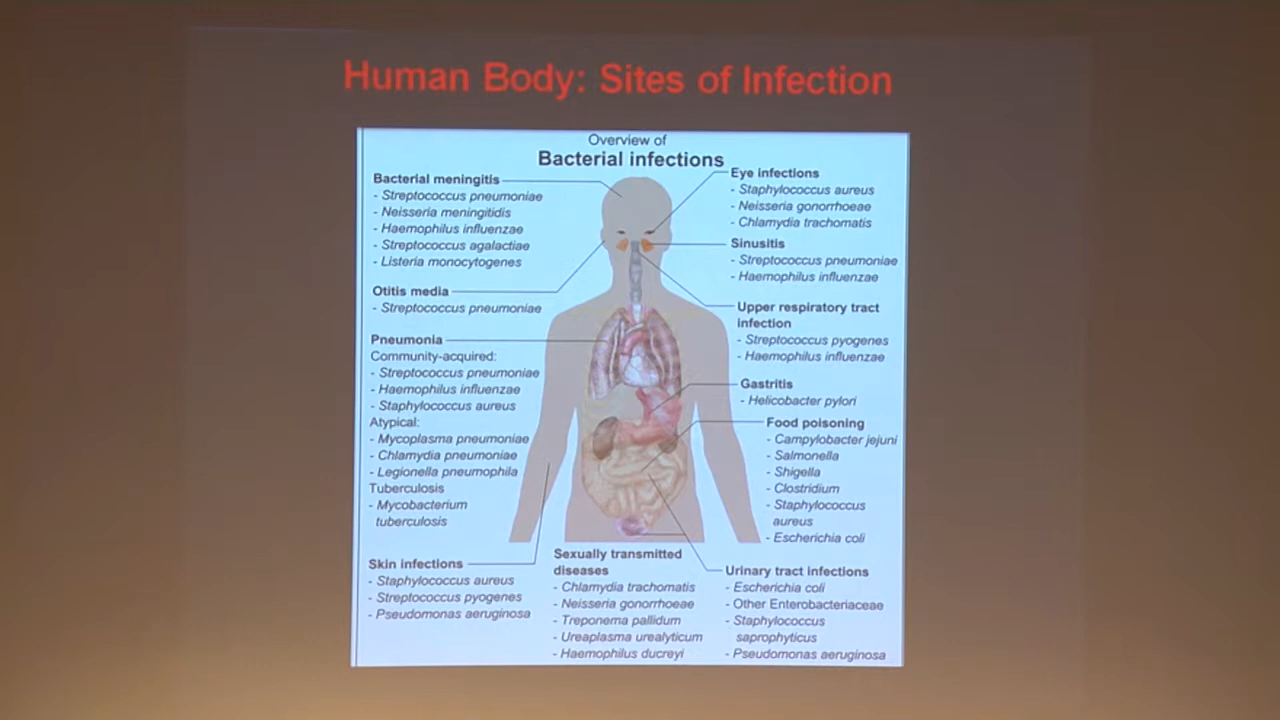 Human Body: Sites of Infection
Overview of
Bacterial infections
Bacterial meningitis
- Streptococcus pneumoniae
- Neisseria meningitidis
- Haemophilus influenzae
- Streptococcus agalactiae
- Listeria monocytogenes
Otitis media
- Streptococcus pneumoniae
Pneumonia
Community-acquired:
- Streptococcus pneumoniae
- Haemophilus influenzae
- Staphylococcus aureus
Atypical:
- Mycoplasma pneumoniae
- Chlamydia pneumoniae
- Legionella pneumophila
Tuberculosis
- Mycobacterium
tuberculosis
Skin infections
- Staphylococcus aureus
- Streptococcus pyogenes
- Pseudomonas aeruginosa
Eye infections
- Staphylococcus aureus
- Neisseria gonorrhoeae
- Chlamydia trachomatis
Sinusitis
- Streptococcus pneumoniae
- Haemophilus influenzae
Upper respiratory tract
infection
- Streptococcus pyogenes
- Haemophilus influenzae
Gastritis
- Helicobacter pylori
Food poisoning
- Campylobacter jejuni
- Salmonella
- Shigella
- Clostridium
- Staphylococcus
aureus
- Escherichia coli
Sexually transmitted
diseases
- Chlamydia trachomatis
- Neisseria gonorrhoeae
- Treponema pallidum
- Ureaplasma urealyticum
- Haemophilus ducreyi
Urinary tract infections
- Escherichia coli
- Other Enterobacteriaceae
- Staphylococcus
saprophyticus
- Pseudomonas aeruginosa